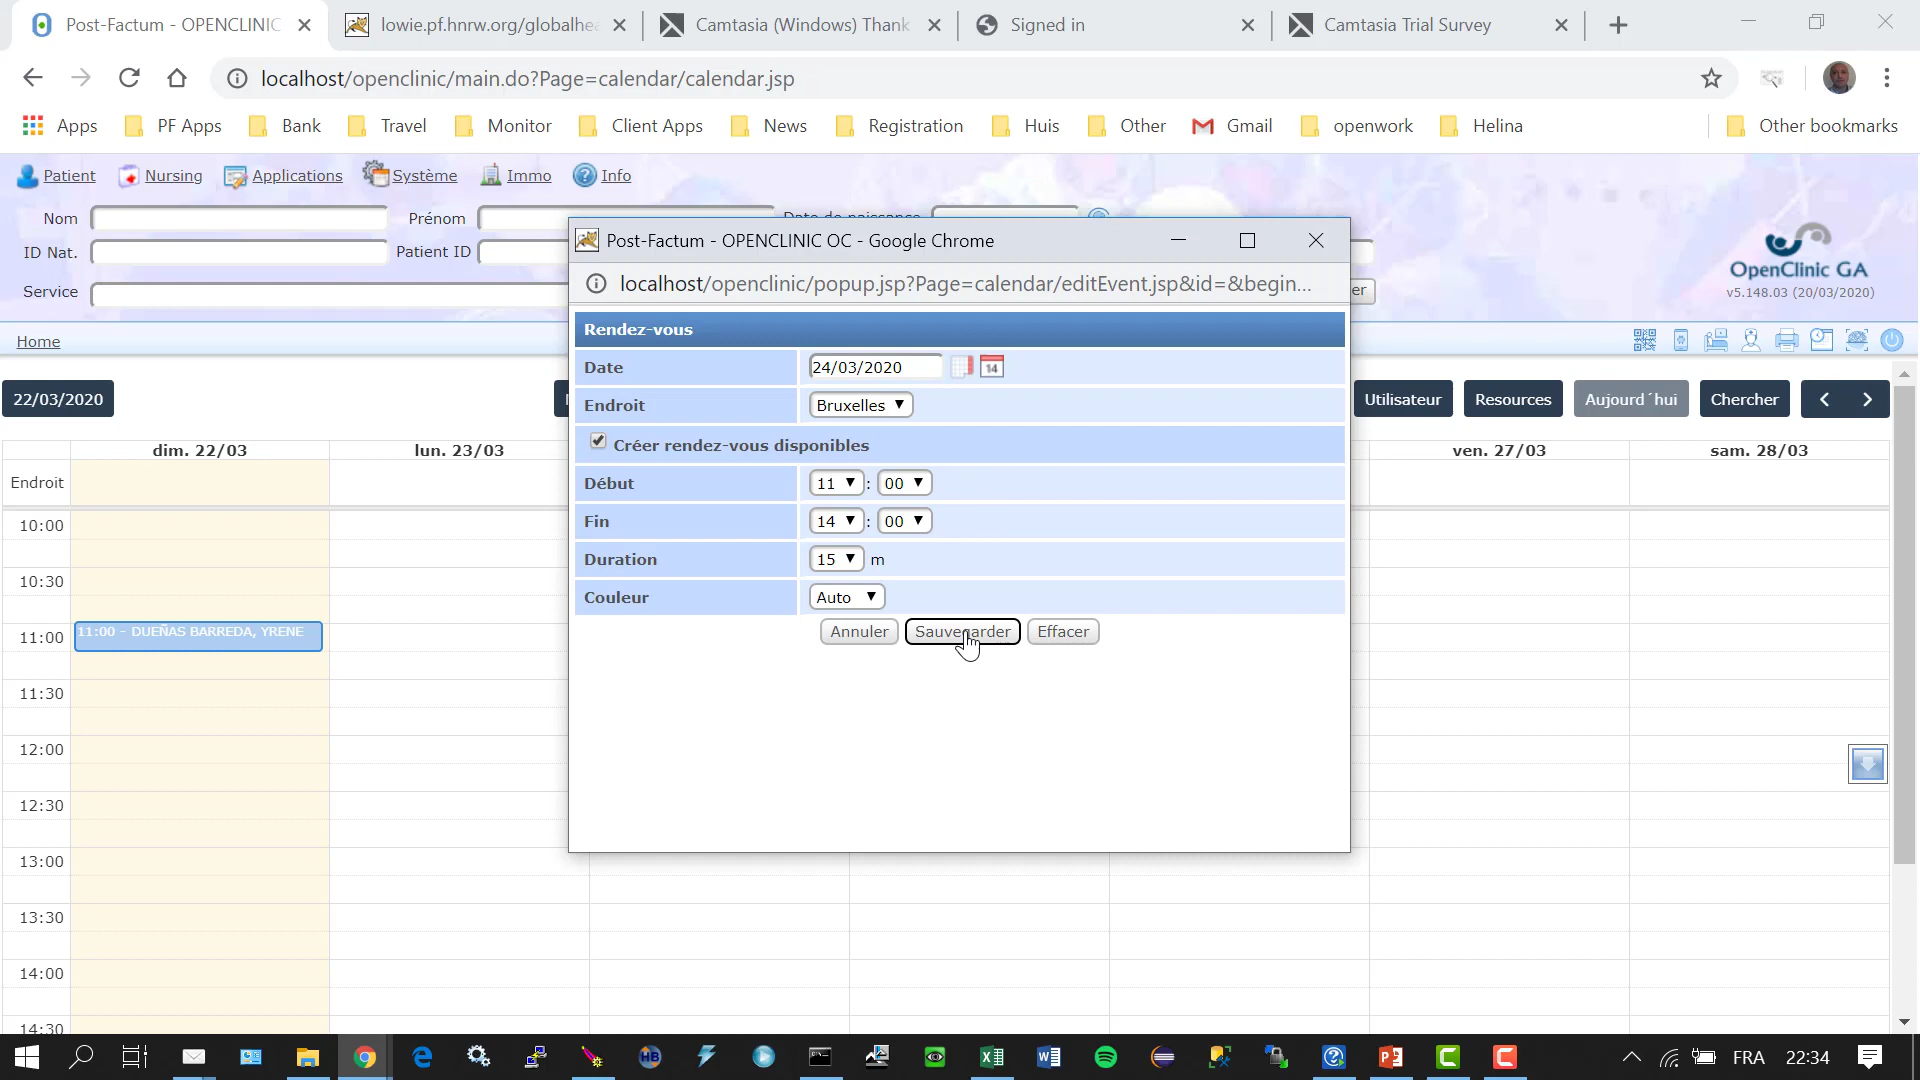 Post-Factum - OPENCLINIC
lowie.pf.hnrw.org/globalhea
Camtasia (Windows) Thank
Signed in
Camtasia Trial Survey
localhost/openclinic/main.do?Page=calendar/calendar.jsp
Apps PF Apps Bank Travel Monitor Client Apps News Registration Huis Other Gmail openwork Helina Other bookmarks
Patient Nursing Applications Système Immo Info
Nom Prénom Date de naissance
ID Nat. Patient ID
Service
OpenClinic GA
v5.148.03 (20/03/2020)
Home
Post-Factum - OPENCLINIC OC - Google Chrome
localhost/openclinic/popup.jsp?Page=calendar/editEvent.jsp&id=&begin...
Rendez-vous
Date 24/03/2020
14
Endroit Bruxelles
Créer rendez-vous disponibles
Début 11 : 00
Fin 14 : 00
Duration 15 m
Couleur Auto
Annuler Sauvegarder Effacer
22/03/2020 Utilisateur Resources Aujourd´hui Chercher
dim. 22/03 lun. 23/03 ven. 27/03 sam. 28/03
Endroit
10:00
10:30
11:00 11:00 - DUEÑAS BARREDA, YRENE
11:30
12:00
12:30
13:00
13:30
14:00
14:30
FRA 22:34